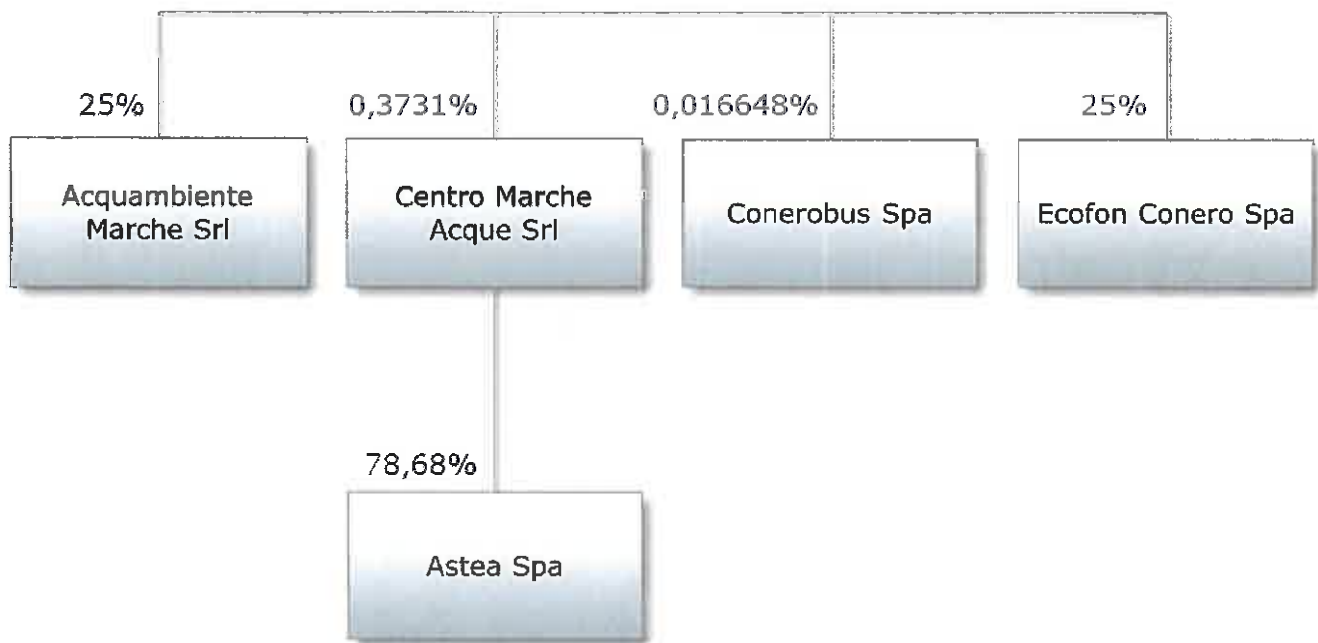 25%
0,3731%
0,016648%
25%
Acquambiente
Marche Srl
Centro Marche
Acque Srl
Conerobus Spa
Ecofon Conero Spa
78,68%
Astea Spa